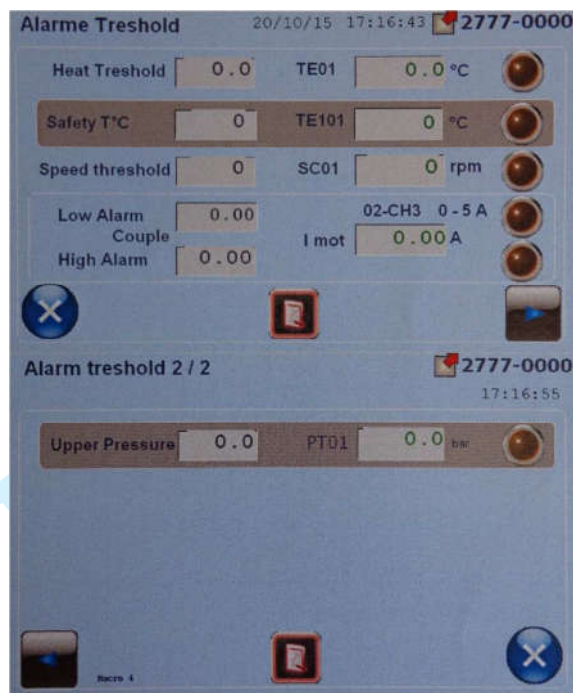 Alarme Treshold 20/10/15 17:16:43 2777-0000
Heat Treshold 0.0 TE01 0.0 °C
Safety T°C 0 TE101 0 °C
Speed threshold 0 SC01 0 rpm
Low Alarm 0.00 02-CH3 0-5 A
Couple I mot 0.00 A
High Alarm 0.00
Alarm treshold 2 / 2 2777-0000
17:16:55
Upper Pressure 0.0 PT01 0.0 bar
Macro 4